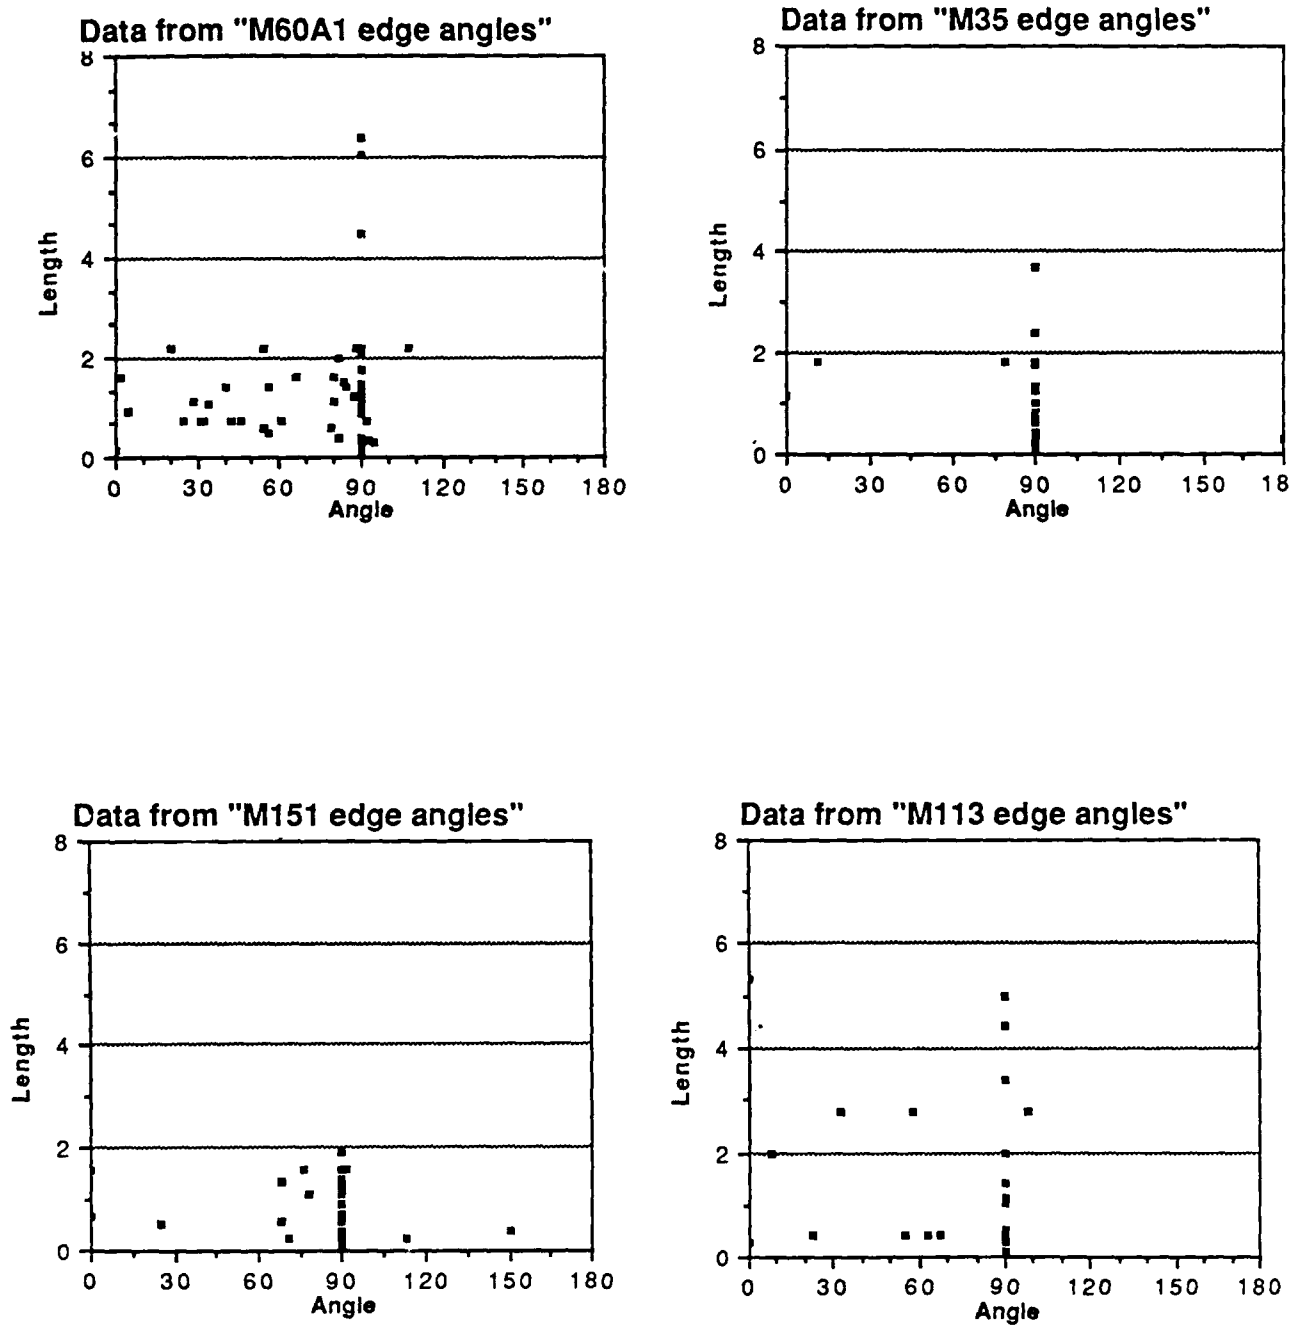 Data from "M60A1 edge angles"
8
6
4
2
0
Length
0 30 60 90 120 150 180
Angle
Data from "M35 edge angles"
8
6
4
2
0
Length
0 30 60 90 120 150 18
Angle
Data from "M151 edge angles"
8
6
4
2
0
Length
0 30 60 90 120 150 180
Angle
Data from "M113 edge angles"
8
6
4
2
0
Length
0 30 60 90 120 150 180
Angle